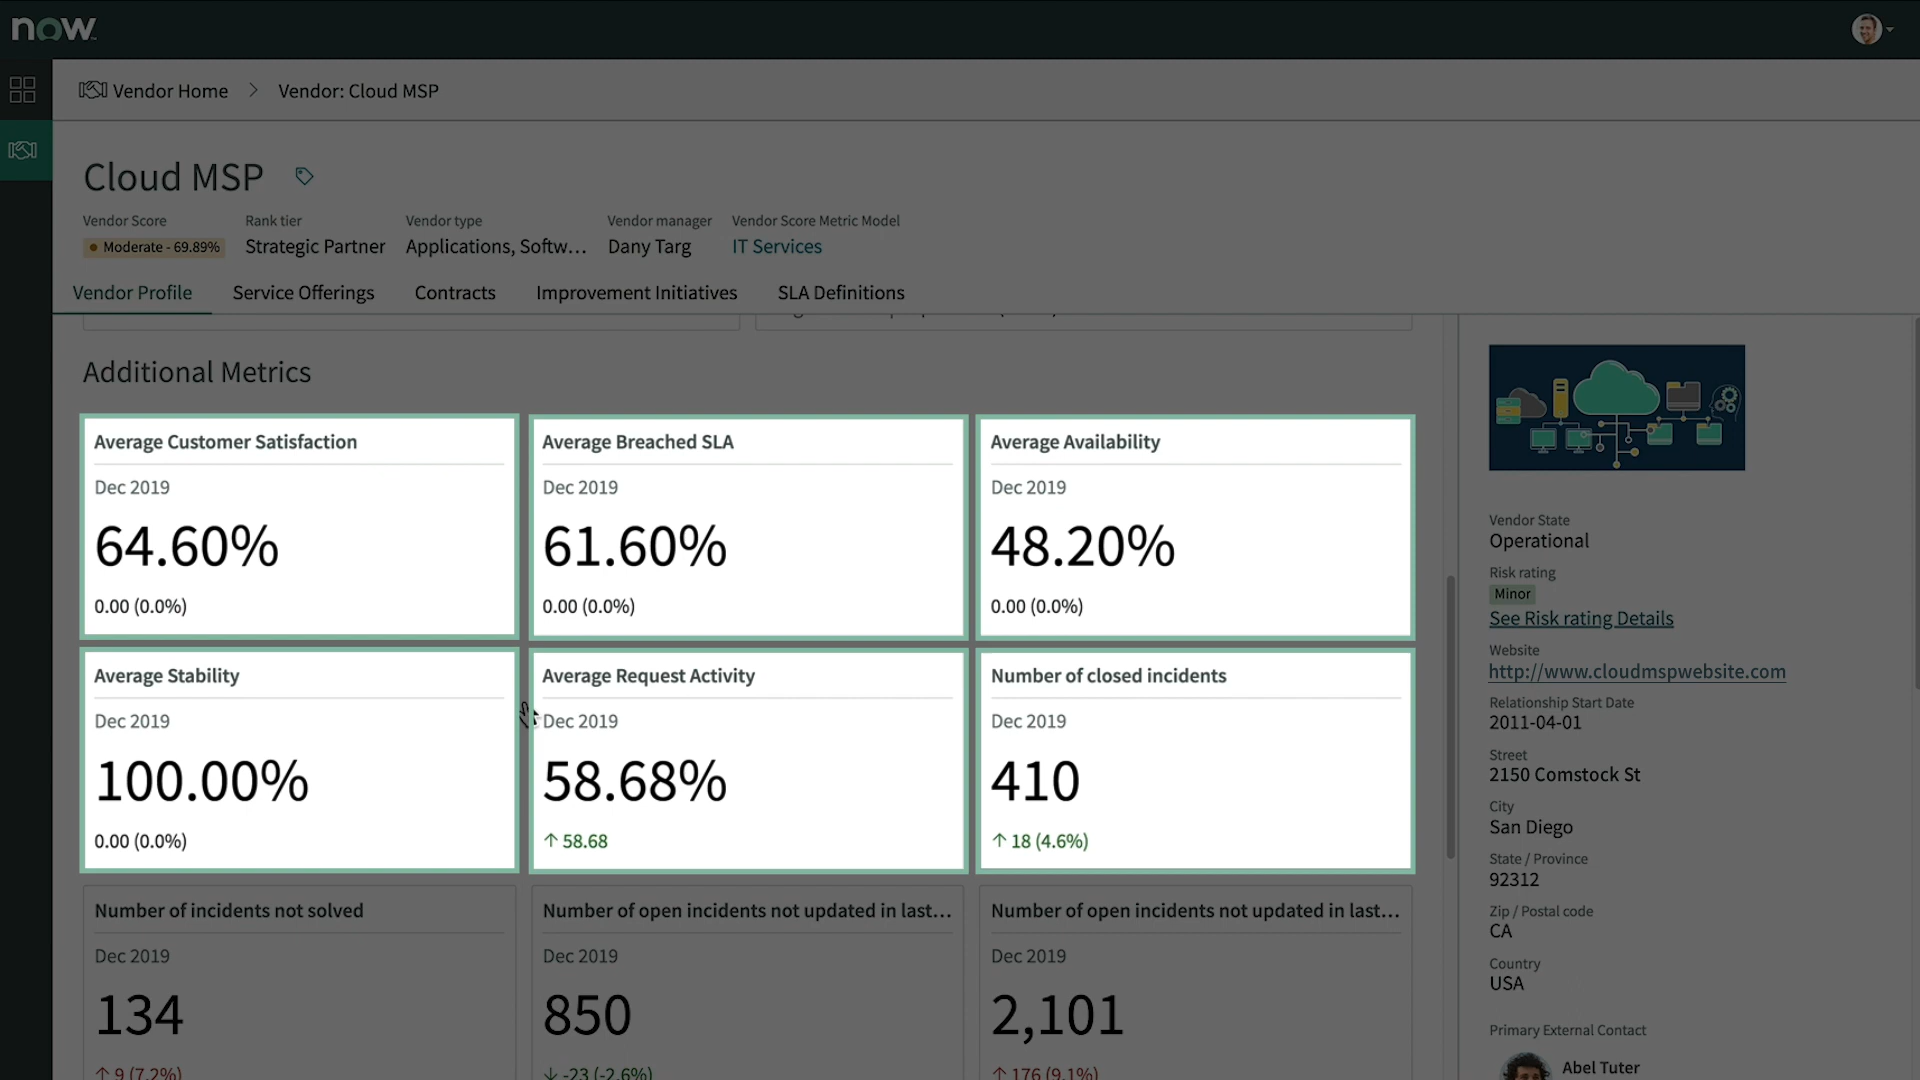 now
Vendor Home > Vendor: Cloud MSP
Cloud MSP
Vendor Score
Moderate - 69.89%
Rank tier
Strategic Partner
Vendor type
Applications, Softw...
Vendor manager
Dany Targ
Vendor Score Metric Model
IT Services
Vendor Profile
Service Offerings
Contracts
Improvement Initiatives
SLA Definitions
Additional Metrics
Average Customer Satisfaction
Dec 2019
64.60%
0.00 (0.0%)
Average Breached SLA
Dec 2019
61.60%
0.00 (0.0%)
Average Availability
Dec 2019
48.20%
0.00 (0.0%)
Average Stability
Dec 2019
100.00%
0.00 (0.0%)
Average Request Activity
Dec 2019
58.68%
↑ 58.68
Number of closed incidents
Dec 2019
410
↑ 18 (4.6%)
Number of incidents not solved
Dec 2019
134
↑ 9 (7.2%)
Number of open incidents not updated in last...
Dec 2019
850
↓ -23 (-2.6%)
Number of open incidents not updated in last...
Dec 2019
2,101
↑ 176 (9.1%)
Vendor State
Operational
Risk rating
Minor
See Risk rating Details
Website
http://www.cloudmspwebsite.com
Relationship Start Date
2011-04-01
Street
2150 Comstock St
City
San Diego
State / Province
92312
Zip / Postal code
CA
Country
USA
Primary External Contact
Abel Tuter